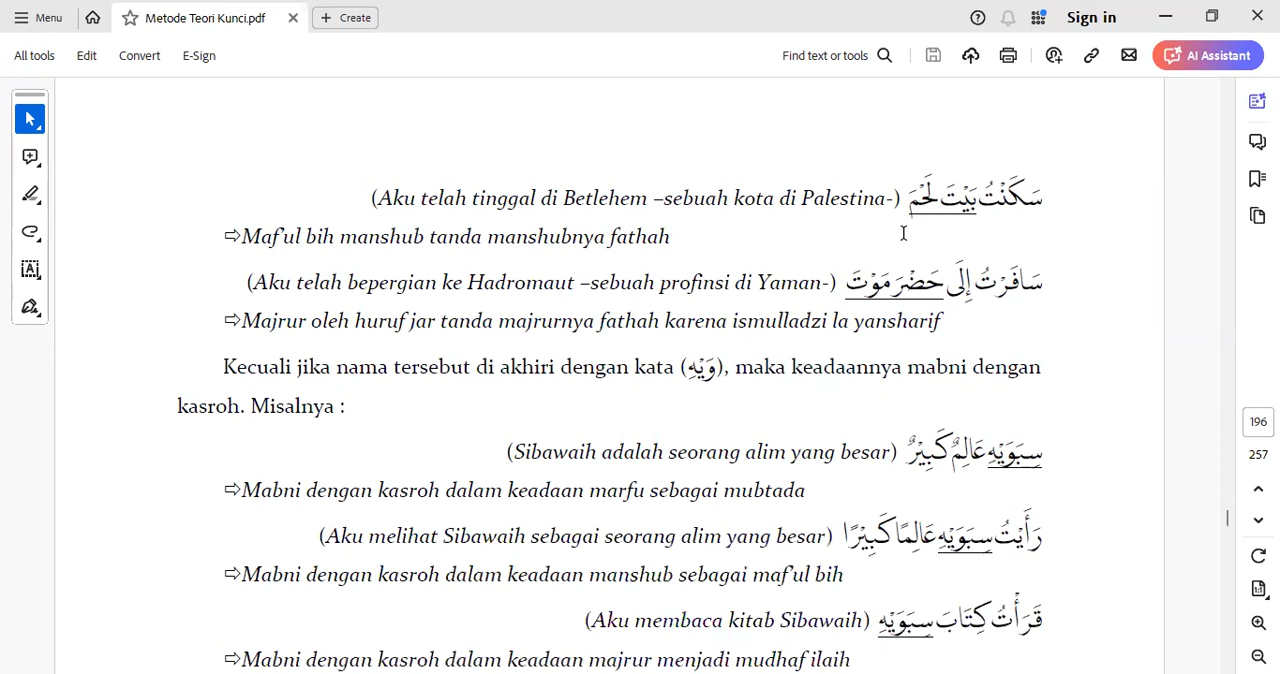 Menu
Metode Teori Kunci.pdf
Create
Sign in
All tools
Edit
Convert
E-Sign
Find text or tools
AI Assistant
سَكَنْتُ بَيْتَ لَحْمَ (Aku telah tinggal di Betlehem –sebuah kota di Palestina-)
⇨Maf'ul bih manshub tanda manshubnya fathah
سَافَرْتُ إِلَى حَضْرَمَوْتَ (Aku telah bepergian ke Hadromaut –sebuah profinsi di Yaman-)
⇨Majrur oleh huruf jar tanda majrurnya fathah karena ismulladzi la yansharif
Kecuali jika nama tersebut di akhiri dengan kata (وَيْهِ), maka keadaannya mabni dengan
kasroh. Misalnya :
سِبَوَيْهِ عَالِمٌ كَبِيْرٌ (Sibawaih adalah seorang alim yang besar)
⇨Mabni dengan kasroh dalam keadaan marfu sebagai mubtada
رَأَيْتُ سِبَوَيْهِ عَالِمًا كَبِيْرًا (Aku melihat Sibawaih sebagai seorang alim yang besar)
⇨Mabni dengan kasroh dalam keadaan manshub sebagai maf'ul bih
قَرَأْتُ كِتَابَ سِبَوَيْهِ (Aku membaca kitab Sibawaih)
⇨Mabni dengan kasroh dalam keadaan majrur menjadi mudhaf ilaih
196
257